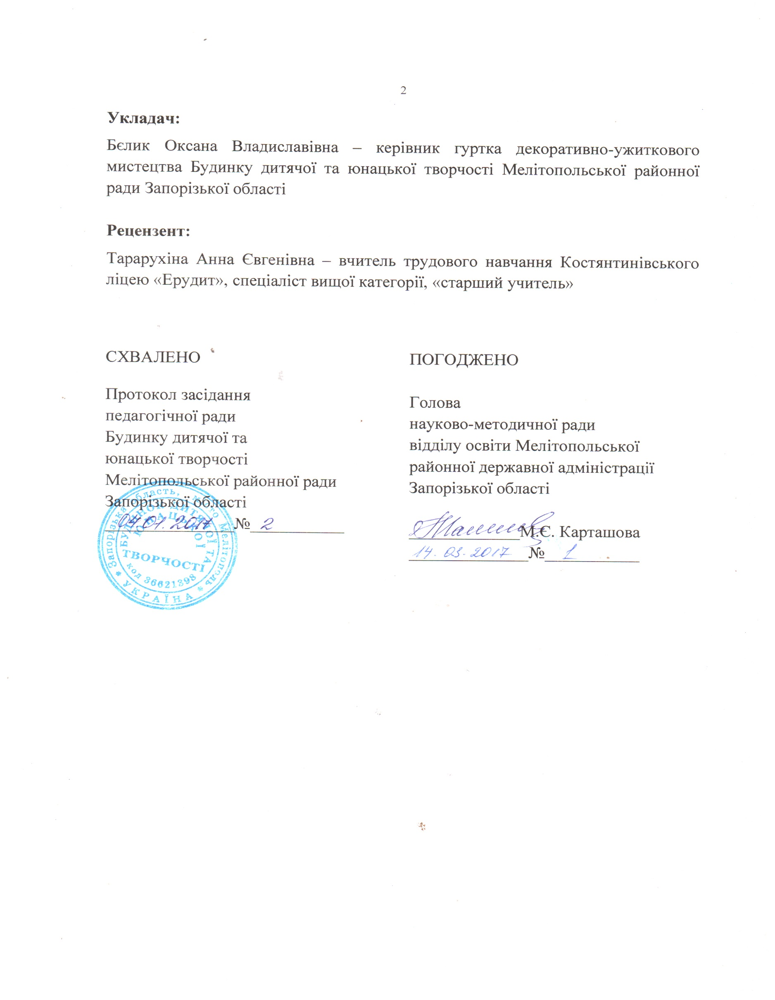 2
Укладач:
Бєлик Оксана Владиславівна – керівник гуртка декоративно-ужиткового
мистецтва Будинку дитячої та юнацької творчості Мелітопольської районної
ради Запорізької області
Рецензент:
Тарарухіна Анна Євгенівна – вчитель трудового навчання Костянтинівського
ліцею «Ерудит», спеціаліст вищої категорії, «старший учитель»
СХВАЛЕНО
Протокол засідання
педагогічної ради
Будинку дитячої та
юнацької творчості
Мелітопольської районної ради
Запорізької області
04.01.2017 № 2
Запорізька область, місто Мелітополь
* УКРАЇНА *
БУДИНОК ДИТЯЧОЇ ТА
ЮНАЦЬКОЇ
ТВОРЧОСТІ
код 36621398
ПОГОДЖЕНО
Голова
науково-методичної ради
відділу освіти Мелітопольської
районної державної адміністрації
Запорізької області
М.Є. Карташова
14.03.2017 № 1